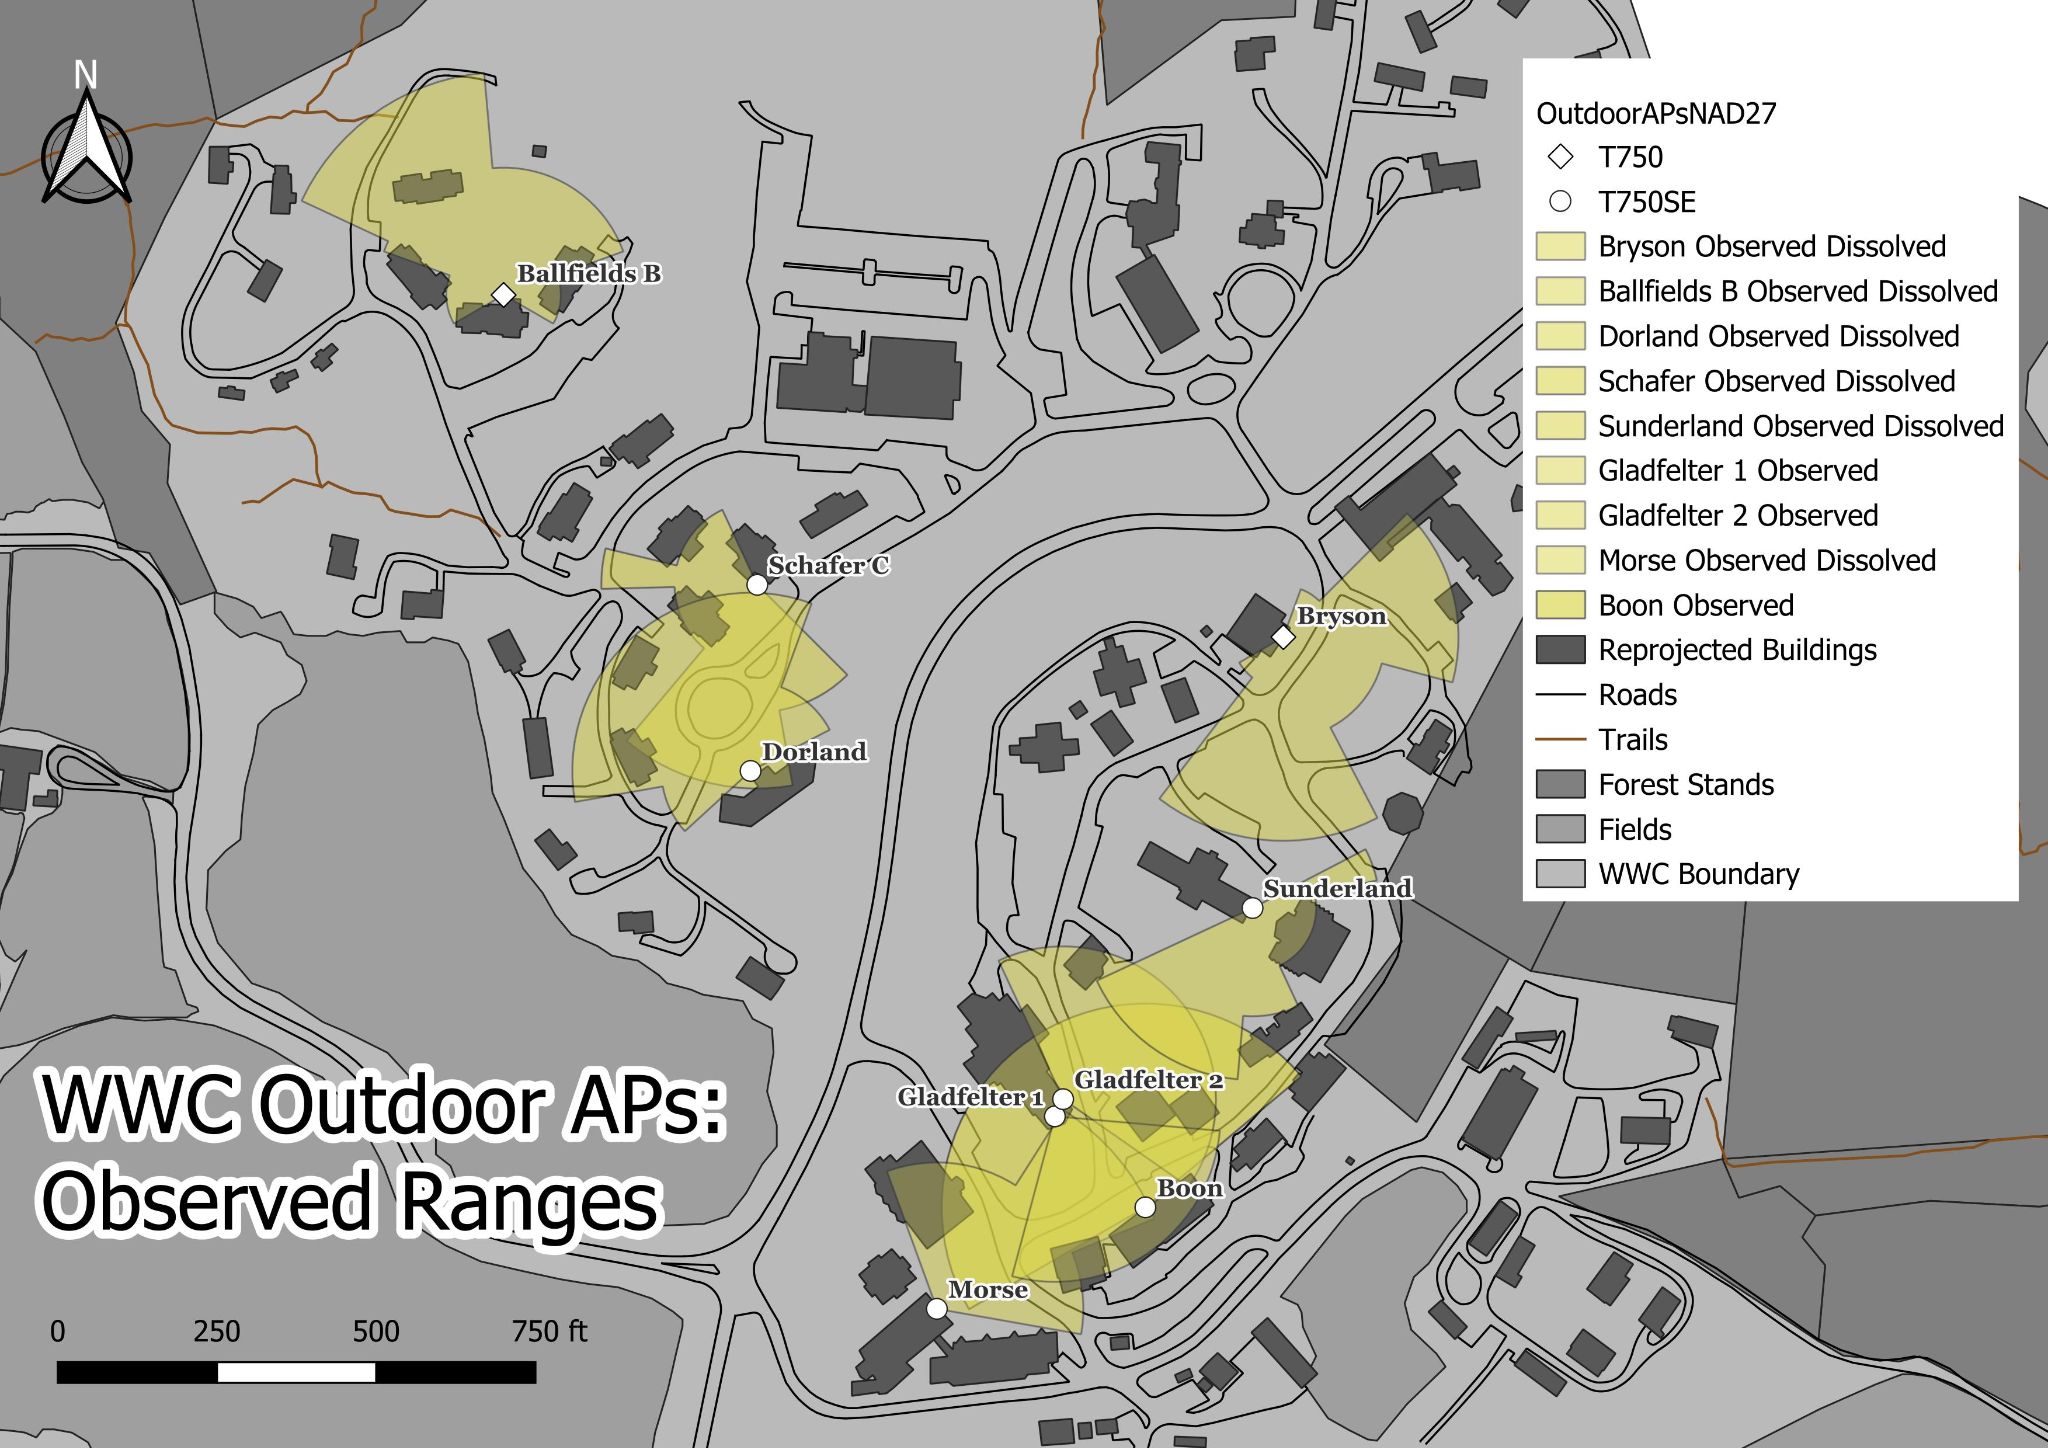 N
OutdoorAPsNAD27
T750
T750SE
Bryson Observed Dissolved
Ballfields B Observed Dissolved
Dorland Observed Dissolved
Schafer Observed Dissolved
Sunderland Observed Dissolved
Gladfelter 1 Observed
Gladfelter 2 Observed
Morse Observed Dissolved
Boon Observed
Reprojected Buildings
Roads
Trails
Forest Stands
Fields
WWC Boundary
Ballfields B
Schafer C
Bryson
Dorland
Sunderland
Gladfelter 2
Gladfelter 1
Boon
Morse
WWC Outdoor APs:
Observed Ranges
0 250 500 750 ft